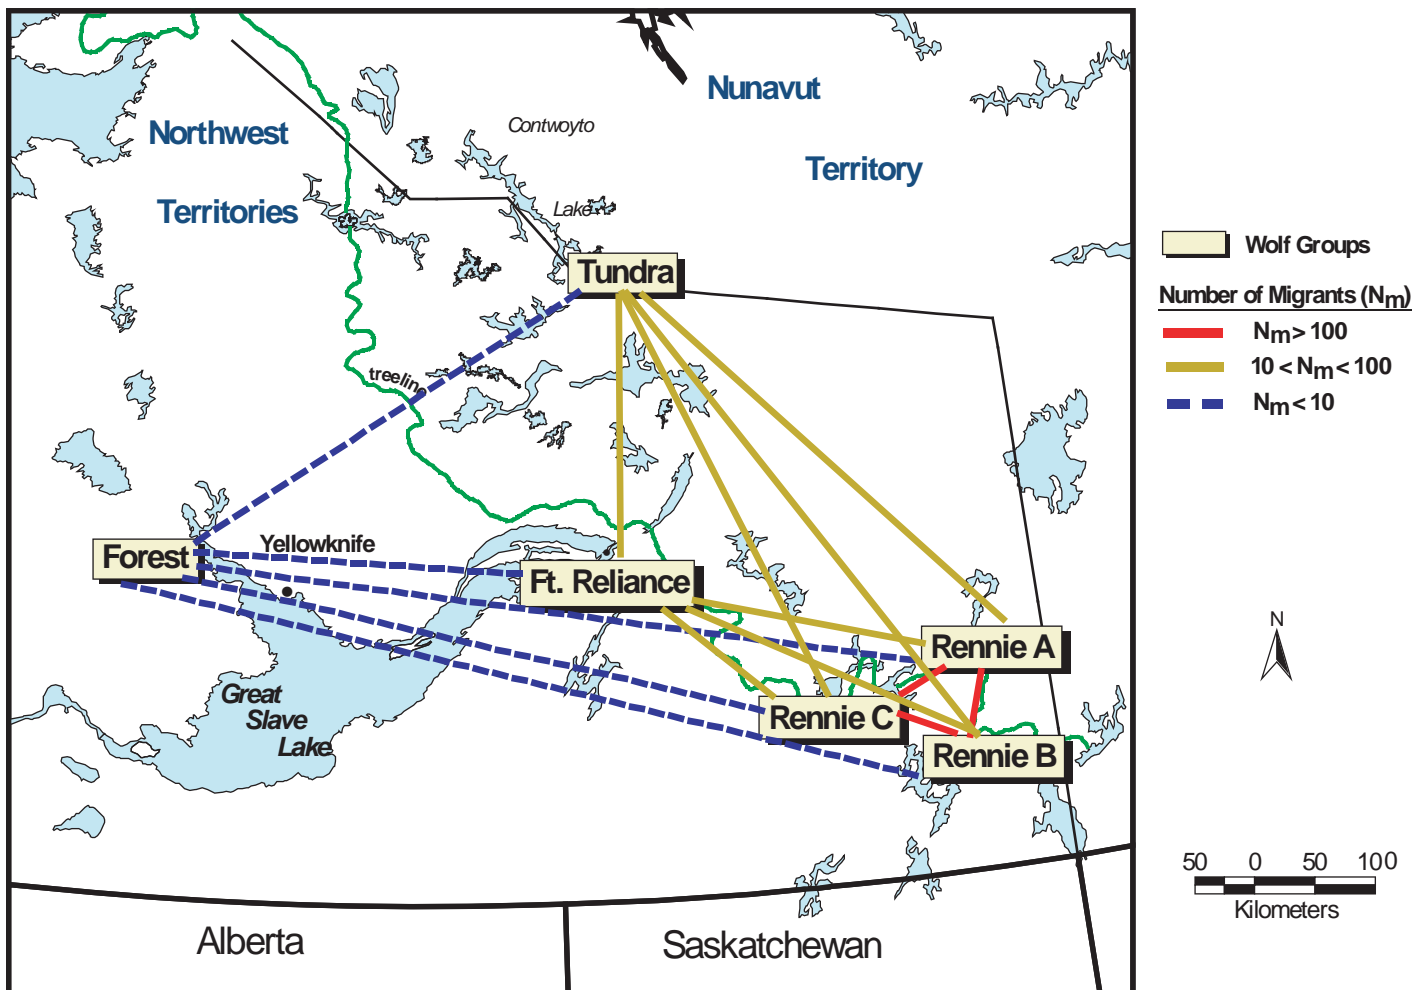 Nunavut
Territory
Northwest
Territories
Contwoyto
Lake
Tundra
treeline
Yellowknife
Forest
Ft. Reliance
Rennie A
Rennie C
Rennie B
Great
Slave
Lake
Alberta
Saskatchewan
Wolf Groups
Number of Migrants (Nm)
Nm > 100
10 < Nm < 100
Nm < 10
N
50 0 50 100
Kilometers